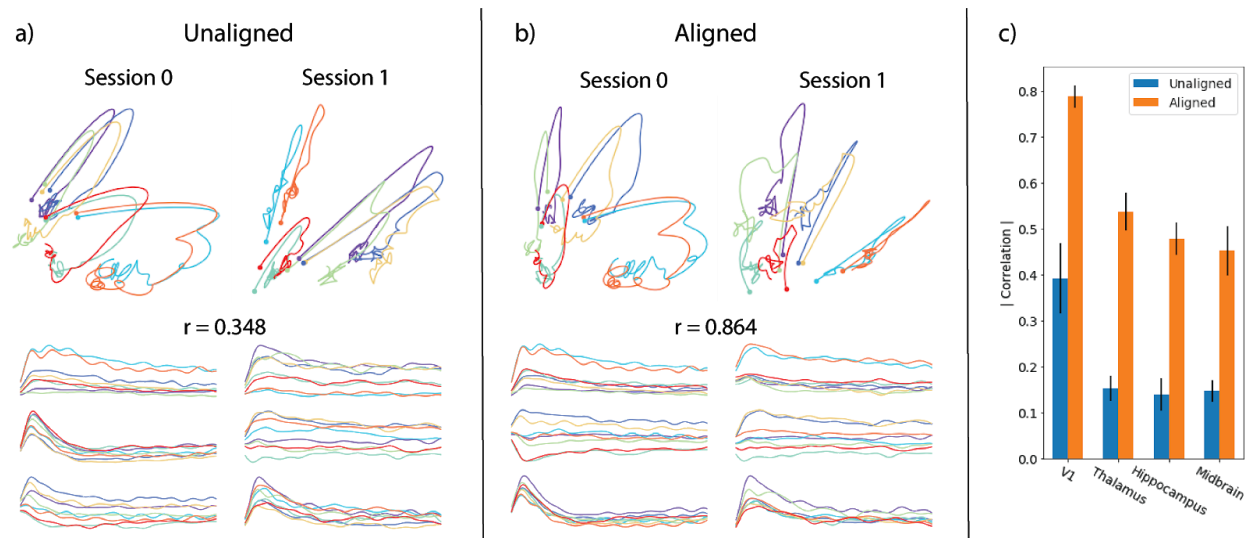 a)
Unaligned
Session 0
Session 1
r = 0.348
b)
Aligned
Session 0
Session 1
r = 0.864
c)
Unaligned
Aligned
| Correlation |
0.8
0.7
0.6
0.5
0.4
0.3
0.2
0.1
0.0
V1
Thalamus
Hippocampus
Midbrain